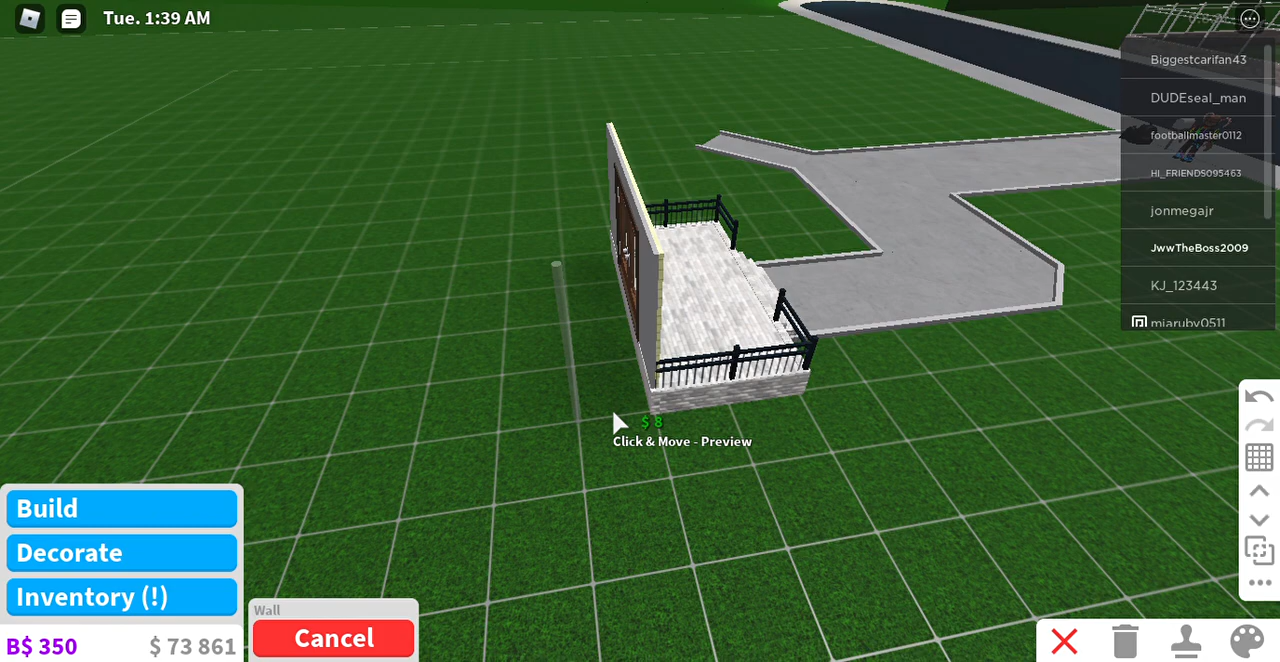 Tue. 1:39 AM
Biggestcarifan43
DUDEseal_man
footballmaster0112
HI_FRIENDS095463
jonmegajr
JwwTheBoss2009
KJ_123443
miaruby0511
$ 8
Click & Move - Preview
Build
Decorate
Inventory (!)
B$ 350
$ 73 861
Wall
Cancel